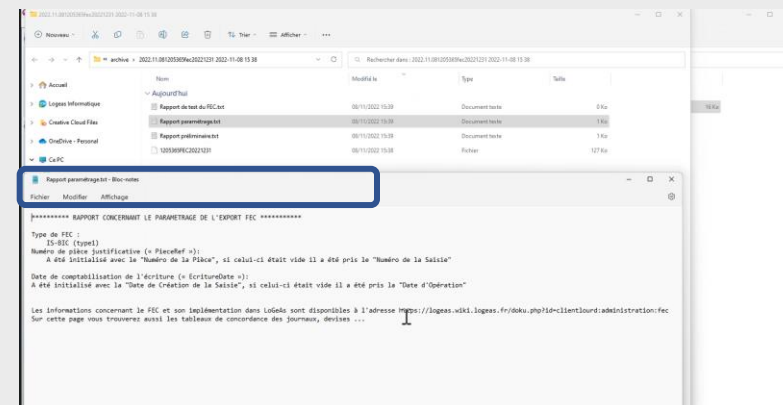 2022.11.081205369fec20221231 2022-11-08 15 38
Nouveau
Trier
Afficher
archive > 2022.11.081205369fec20221231 2022-11-08 15 38
Rechercher dans : 2022.11.081205369fec20221231 2022-11-08 15 38
Nom Modifié le Type Taille
Accueil
Logeas Informatique
Creative Cloud Files
OneDrive - Personal
Ce PC
Aujourd'hui
Rapport de test du FEC.txt 08/11/2022 15:39 Document texte 0 Ko
Rapport paramétrage.txt 08/11/2022 15:39 Document texte 1 Ko
Rapport préliminaire.txt 08/11/2022 15:39 Document texte 1 Ko
1205369FEC20221231 08/11/2022 15:38 Fichier 127 Ko
16 Ko
Rapport paramétrage.txt - Bloc-notes
Fichier Modifier Affichage
********** RAPPORT CONCERNANT LE PARAMETRAGE DE L'EXPORT FEC ***********
Type de FEC :
IS-BIC (type1)
Numéro de pièce justificative (« PieceRef »):
A été initialisé avec le "Numéro de la Pièce", si celui-ci était vide il a été pris le "Numéro de la Saisie"
Date de comptabilisation de l'écriture (« EcritureDate »):
A été initialisé avec la "Date de Création de la Saisie", si celui-ci était vide il a été pris la "Date d'Opération"
Les informations concernant le FEC et son implémentation dans LoGeAs sont disponibles à l'adresse https://logeas.wiki.logeas.fr/doku.php?id=clientlourd:administration:fec
Sur cette page vous trouverez aussi les tableaux de concordance des journaux, devises ...